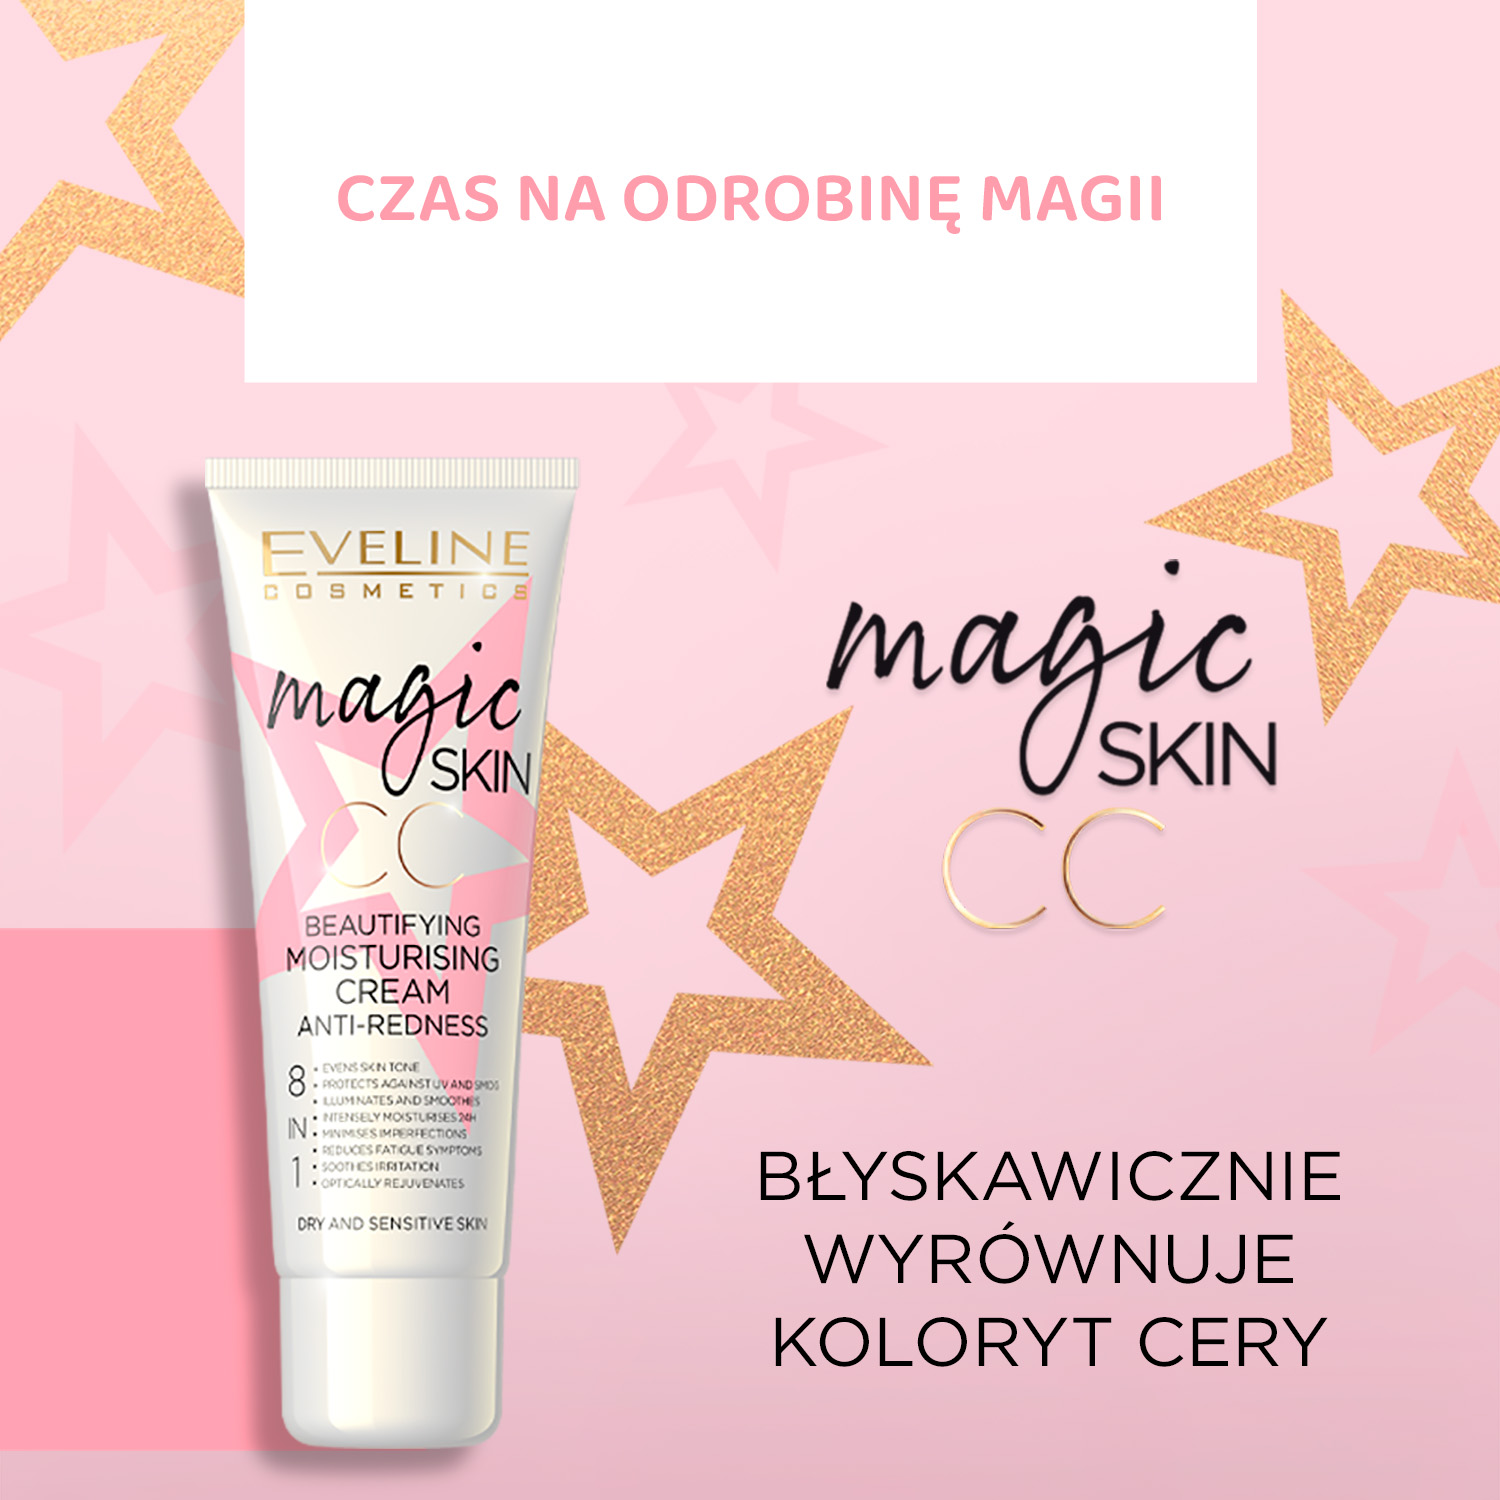 CZAS NA ODROBINĘ MAGII
EVELINE
COSMETICS
magic
SKIN
CC
BEAUTIFYING
MOISTURISING
CREAM
ANTI-REDNESS
8 IN 1
• EVENS SKIN TONE
• PROTECTS AGAINST UV AND SMOG
• ILLUMINATES AND SMOOTHES
• INTENSELY MOISTURISES 24H
• MINIMISES IMPERFECTIONS
• REDUCES FATIGUE SYMPTOMS
• SOOTHES IRRITATION
• OPTICALLY REJUVENATES
DRY AND SENSITIVE SKIN
magic
SKIN
CC
BŁYSKAWICZNIE
WYRÓWNUJE
KOLORYT CERY